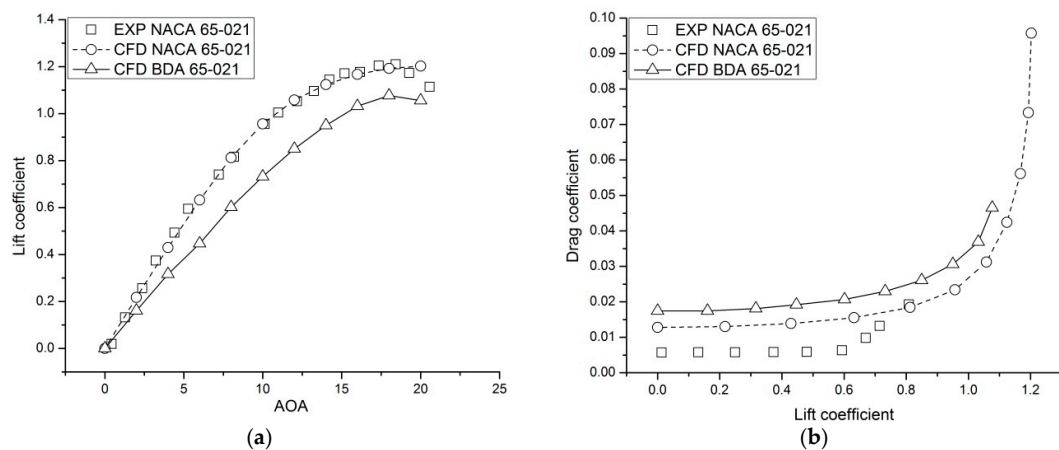 1.4
1.2
1.0
0.8
0.6
0.4
0.2
0.0
Lift coefficient
EXP NACA 65-021
CFD NACA 65-021
CFD BDA 65-021
0
5
10
15
20
25
AOA
(a)
0.10
0.09
0.08
0.07
0.06
0.05
0.04
0.03
0.02
0.01
0.00
Drag coefficient
EXP NACA 65-021
CFD NACA 65-021
CFD BDA 65-021
0.0
0.2
0.4
0.6
0.8
1.0
1.2
Lift coefficient
(b)